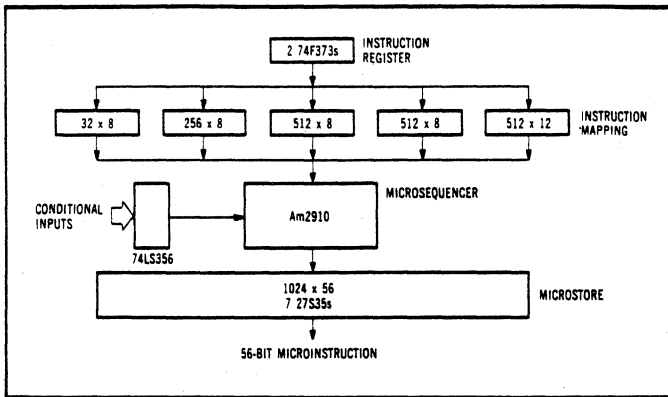 2 74F373s
INSTRUCTION
REGISTER
32 x 8
256 x 8
512 x 8
512 x 8
512 x 12
INSTRUCTION
MAPPING
CONDITIONAL
INPUTS
74LS356
MICROSEQUENCER
Am2910
1024 x 56
7 27S35s
MICROSTORE
56-BIT MICROINSTRUCTION